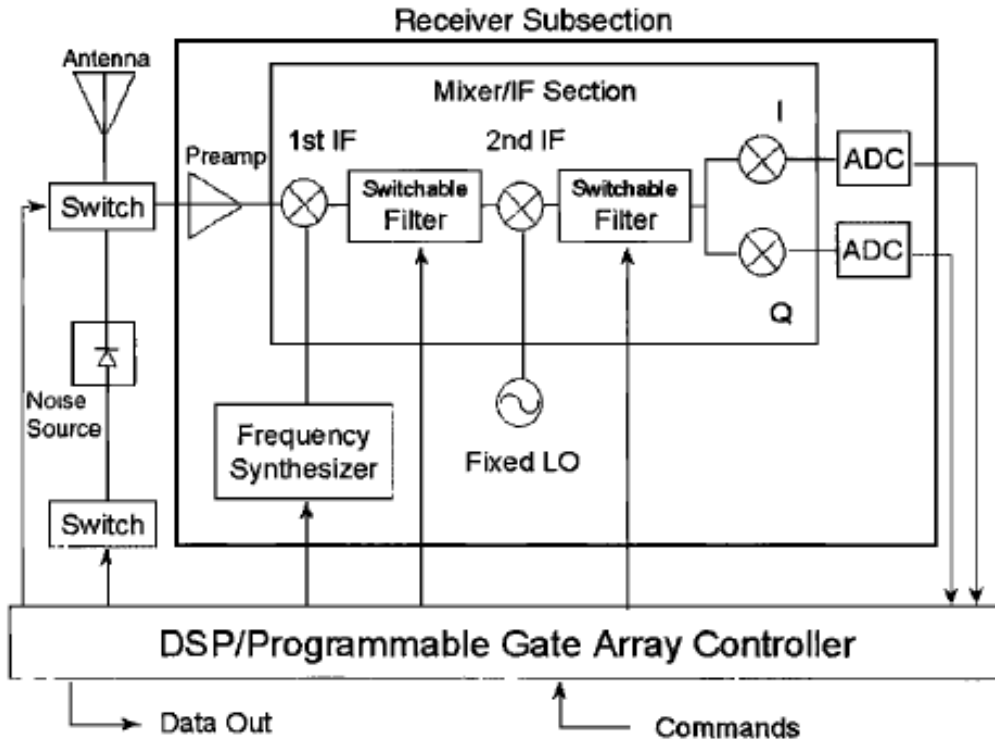 Receiver Subsection
Antenna
Mixer/IF Section
I
1st IF
2nd IF
Preamp
ADC
Switch
Switchable
Filter
Switchable
Filter
ADC
Q
Noise
Source
Frequency
Synthesizer
Fixed LO
Switch
DSP/Programmable Gate Array Controller
Data Out
Commands